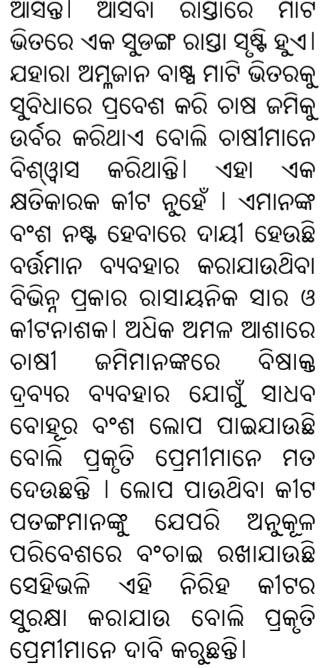 ଆସନ୍ତି। ଆସିବା ରାସ୍ତାରେ ମାଟି
ଭିତରେ ଏକ ସୁଡଙ୍ଗ ରାସ୍ତା ସୃଷ୍ଟି ହୁଏ।
ଯହାରା ଅମ୍ଳଜାନ ବାଷ୍ପ ମାଟି ଭିତରକୁ
ସୁବିଧାରେ ପ୍ରବେଶ କରି ଚାଷ ଜମିକୁ
ଉର୍ବର କରିଥାଏ ବୋଲି ଚାଷୀମାନେ
ବିଶ୍ୱାସ କରିଥାନ୍ତି। ଏହା ଏକ
କ୍ଷତିକାରକ କୀଟ ନୁହେଁ । ଏମାନଙ୍କ
ବଂଶ ନଷ୍ଟ ହେବାରେ ଦାୟୀ ହେଉଛି
ବର୍ତ୍ତମାନ ବ୍ୟବହାର କରାଯାଉଥିବା
ବିଭିନ୍ନ ପ୍ରକାର ରାସାୟନିକ ସାର ଓ
କୀଟନାଶକ। ଅଧିକ ଅମଳ ଆଶାରେ
ଚାଷୀ ଜମିମାନଙ୍କରେ ବିଷାକ୍ତ
ଦ୍ରବ୍ୟର ବ୍ୟବହାର ଯୋଗୁଁ ସାଧବ
ବୋହୂର ବଂଶ ଲୋପ ପାଇଯାଉଛି
ବୋଲି ପ୍ରକୃତି ପ୍ରେମୀମାନେ ମତ
ଦେଉଛନ୍ତି । ଲୋପ ପାଉଥିବା କୀଟ
ପତଙ୍ଗମାନଙ୍କୁ ଯେପରି ଅନୁକୂଳ
ପରିବେଶରେ ବଂଚାଇ ରଖାଯାଉଛି
ସେହିଭଳି ଏହି ନିରିହ କୀଟର
ସୁରକ୍ଷା କରାଯାଉ ବୋଲି ପ୍ରକୃତି
ପ୍ରେମୀମାନେ ଦାବି କରୁଛନ୍ତି।